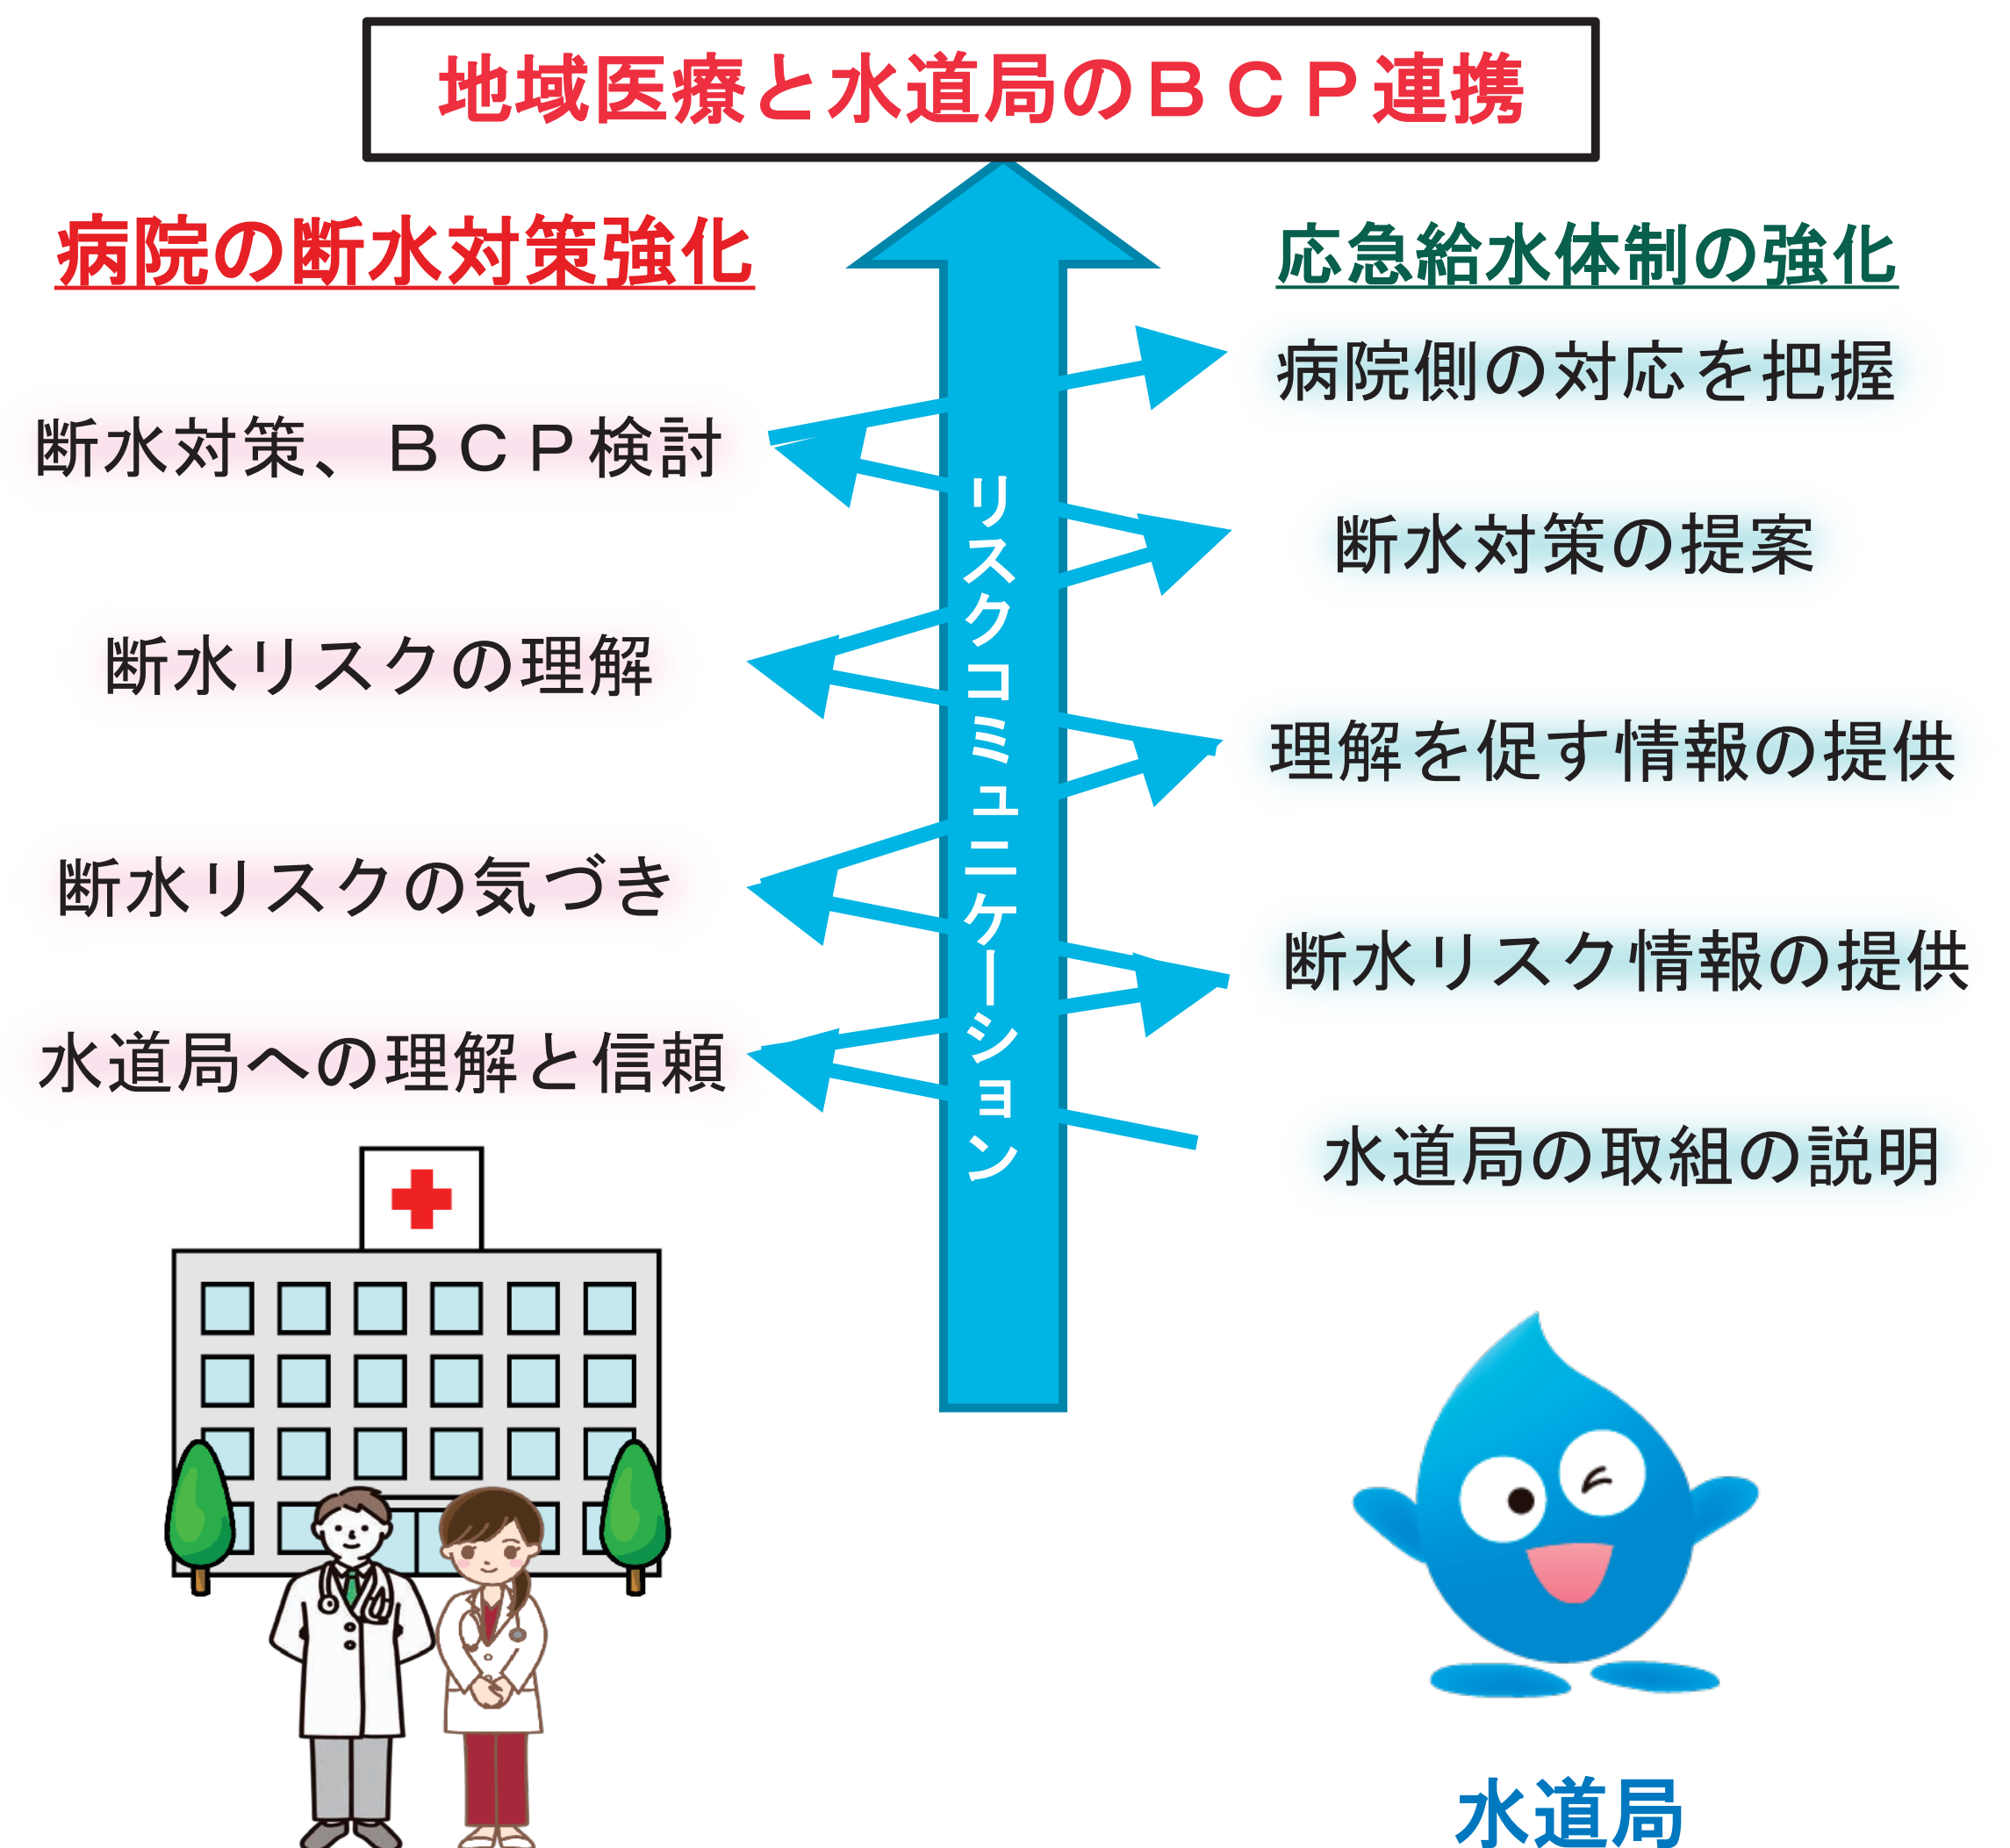 地域医療と水道局のＢＣＰ連携
病院の断水対策強化
断水対策、ＢＣＰ検討
断水リスクの理解
断水リスクの気づき
水道局への理解と信頼
リスクコミュニケーション
応急給水体制の強化
病院側の対応を把握
断水対策の提案
理解を促す情報の提供
断水リスク情報の提供
水道局の取組の説明
水道局